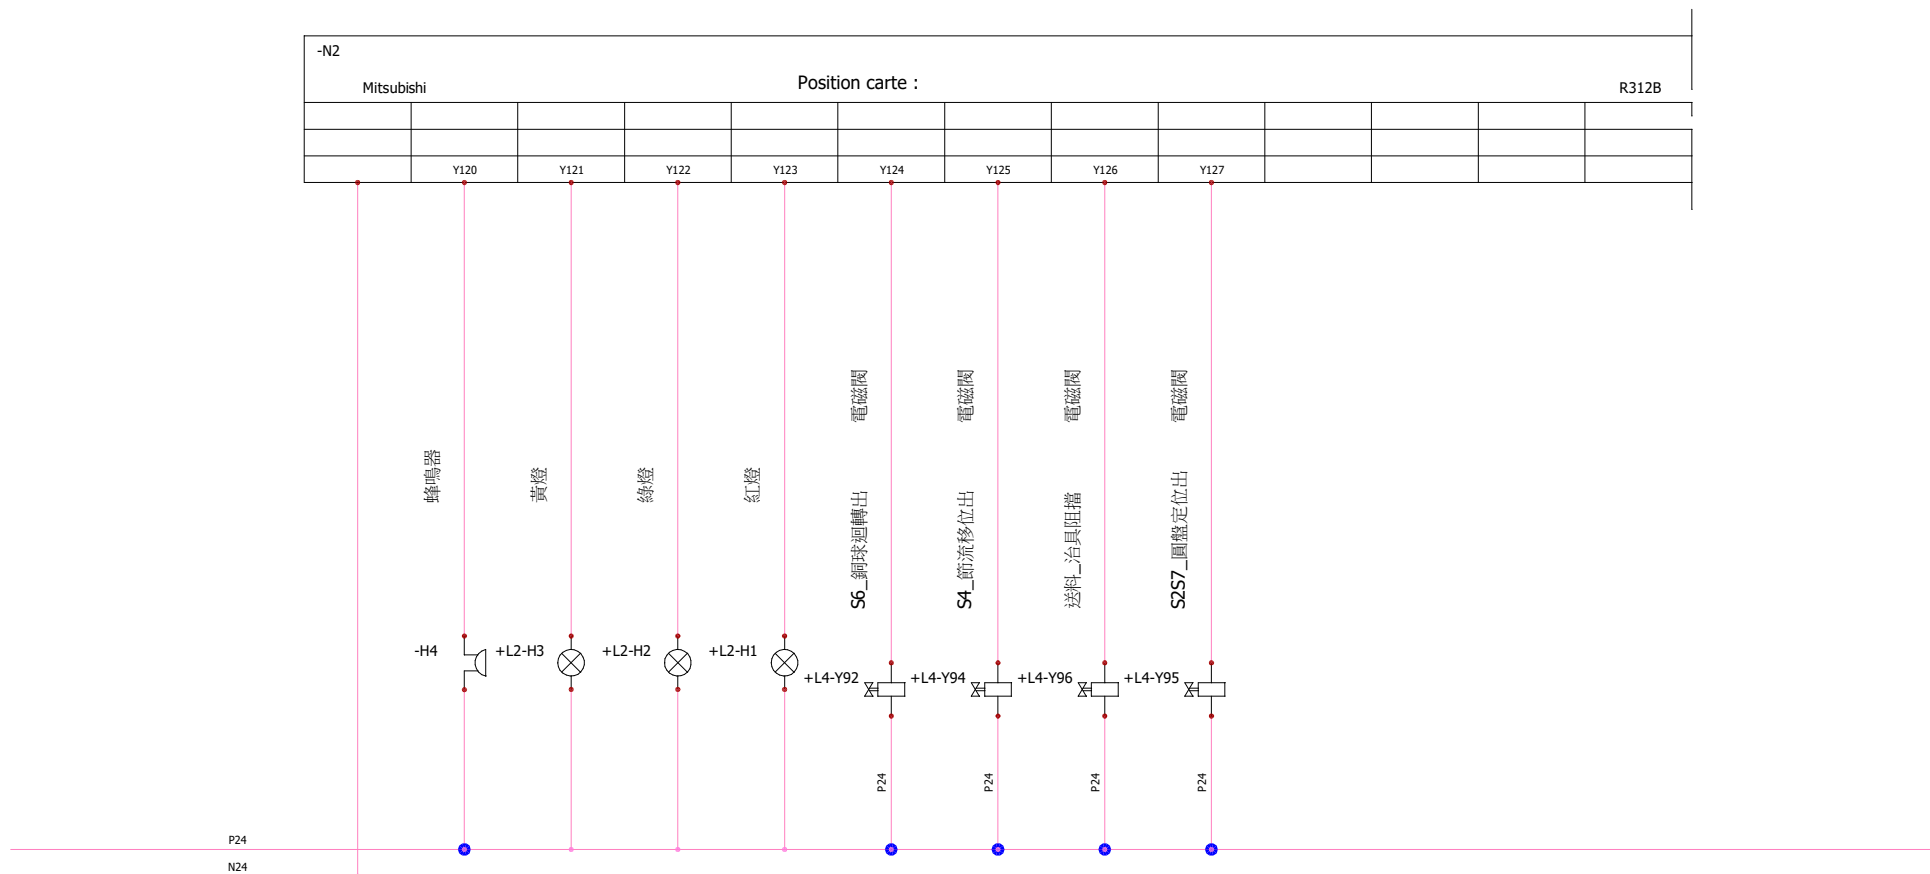 -N2
Mitsubishi
Position carte :
R312B
Y120
Y121
Y122
Y123
Y124
Y125
Y126
Y127
電磁閥
電磁閥
電磁閥
電磁閥
蜂鳴器
黃燈
綠燈
紅燈
S6_銅球迴轉出
S4_節流移位出
送料_治具阻擋
S2S7_圓盤定位出
-H4
+L2-H3
+L2-H2
+L2-H1
+L4-Y92
+L4-Y94
+L4-Y96
+L4-Y95
P24
P24
P24
P24
P24
N24